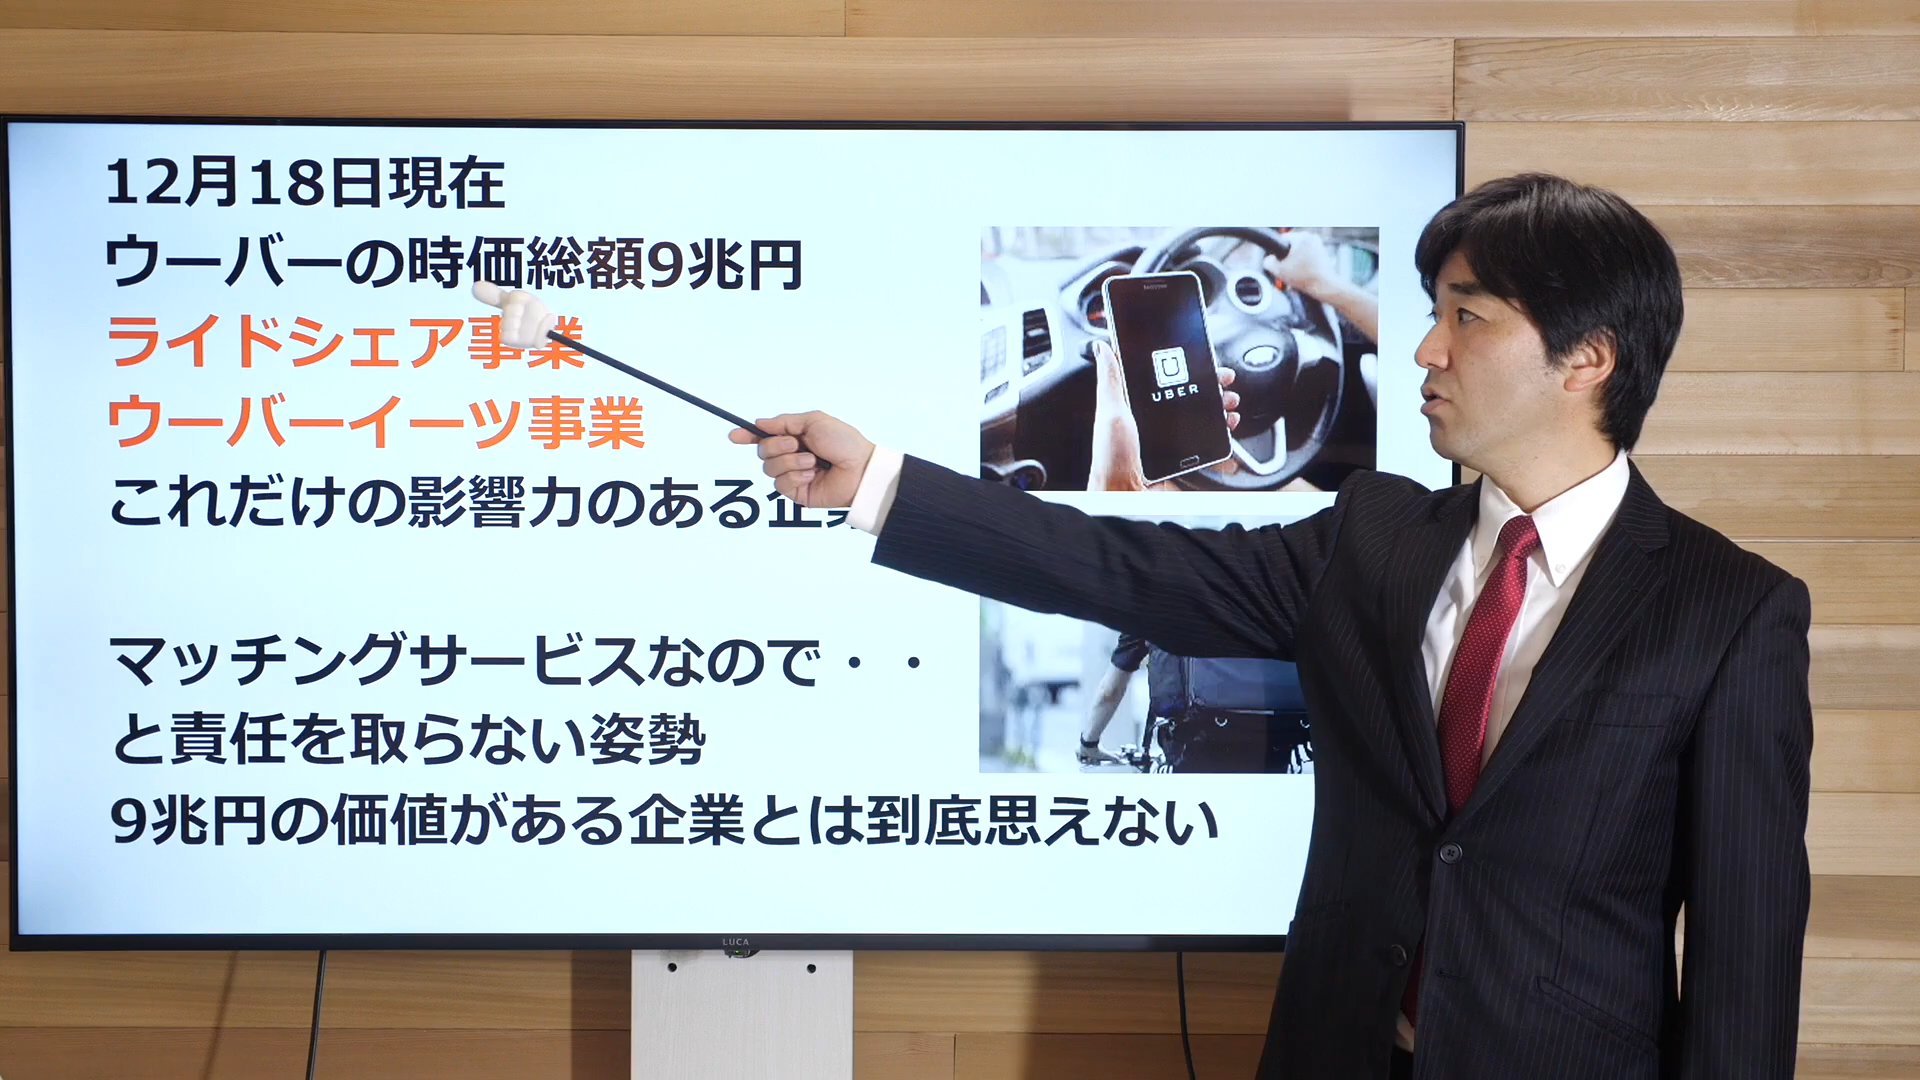 12月18日現在
ウーバーの時価総額9兆円
ライドシェア事業
ウーバーイーツ事業
これだけの影響力のある企業
マッチングサービスなので・・
と責任を取らない姿勢
9兆円の価値がある企業とは到底思えない
UBER
LUCA